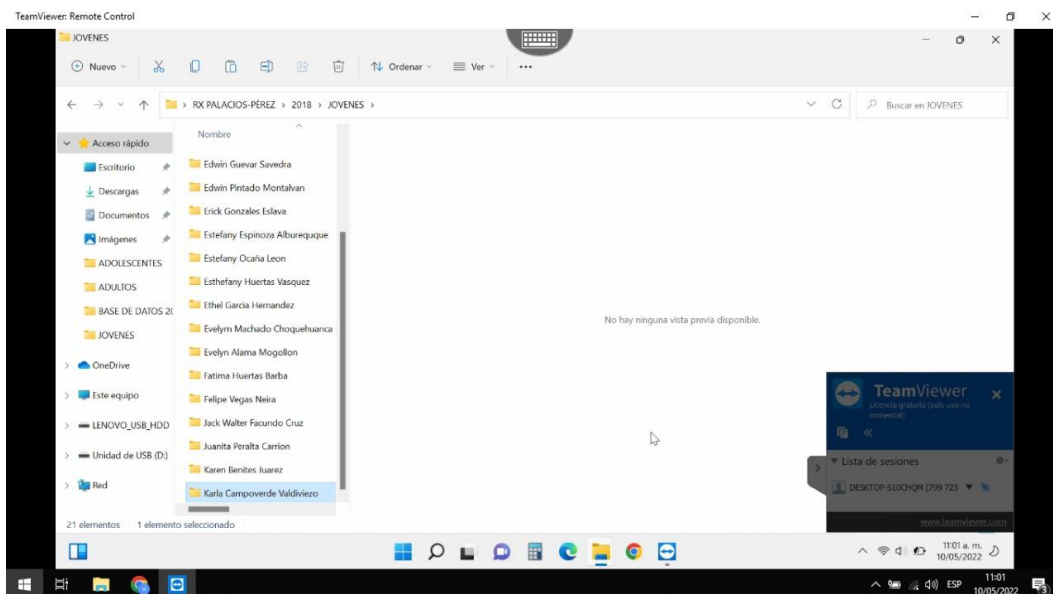 TeamViewer: Remote Control
JOVENES
Nuevo
Ordenar
Ver
RX PALACIOS-PÉREZ > 2018 > JOVENES >
Buscar en JOVENES
Acceso rápido
Escritorio
Descargas
Documentos
Imágenes
ADOLESCENTES
ADULTOS
BASE DE DATOS 20
JOVENES
OneDrive
Este equipo
LENOVO_USB_HDD
Unidad de USB (D:)
Red
Nombre
Edwin Guevar Savedra
Edwin Pintado Montalvan
Erick Gonzales Eslava
Estefany Espinoza Alburequque
Estefany Ocaña Leon
Esthefany Huertas Vasquez
Ethel Garcia Hernandez
Evelyrn Machado Choquehuanca
Evelyn Alama Mogollon
Fatima Huertas Barba
Felipe Vegas Neira
Jack Walter Facundo Cruz
Juanita Peralta Carrion
Karen Benites Juarez
Karla Campoverde Valdiviezo
No hay ninguna vista previa disponible.
TeamViewer
Licencia gratuita (solo uso no
comercial)
Lista de sesiones
DESKTOP-S10CHQM (799 723
www.teamviewer.com
21 elementos
1 elemento seleccionado
11:01 a. m.
10/05/2022
ESP
11:01
10/05/2022
3